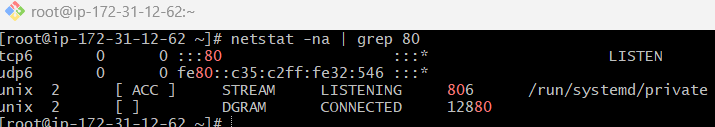 root@ip-172-31-12-62:~
[root@ip-172-31-12-62]# netstat -na | grep 80
tcp6 0 0 :::80 :::* LISTEN
udp6 0 0 fe80::c35:c2ff:fe32:546 :::*
unix 2 [ ACC ] STREAM LISTENING 806 /run/systemd/private
unix 2 [ ] DGRAM CONNECTED 12880
[root@ip-172-31-12-62]#